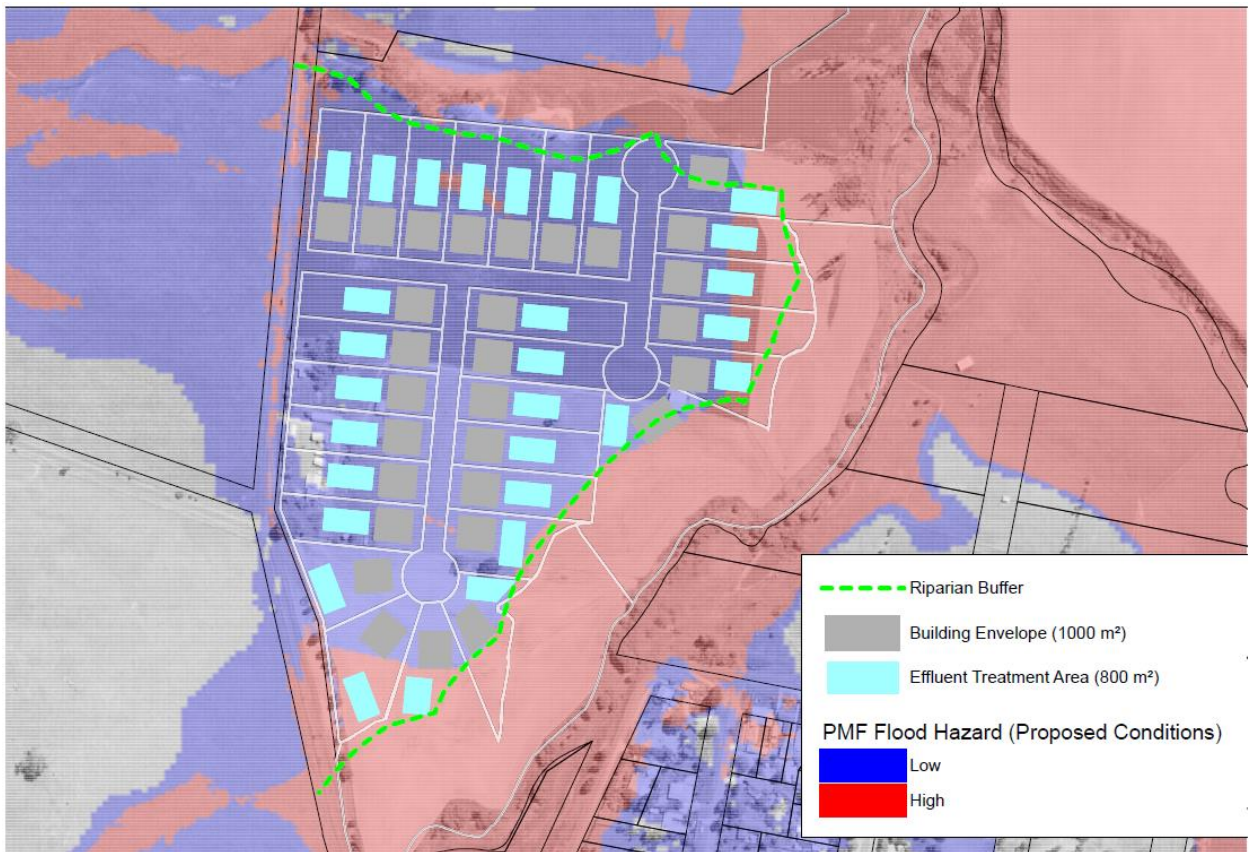 Riparian Buffer
Building Envelope (1000 m²)
Effluent Treatment Area (800 m²)
PMF Flood Hazard (Proposed Conditions)
Low
High